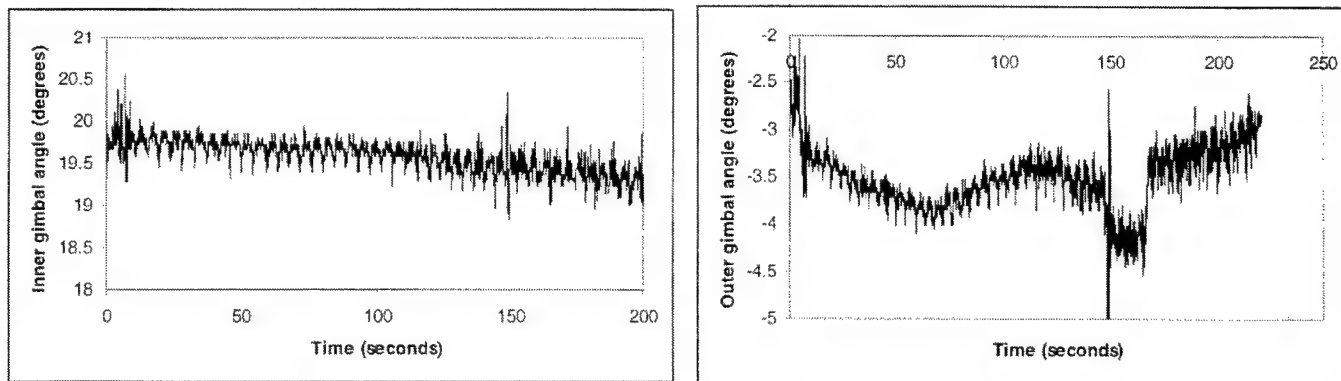 Inner gimbal angle (degrees)
21
20.5
20
19.5
19
18.5
18
0 50 100 150 200
Time (seconds)
Outer gimbal angle (degrees)
-2
0 50 100 150 200 250
-2.5
-3
-3.5
-4
-4.5
-5
Time (seconds)